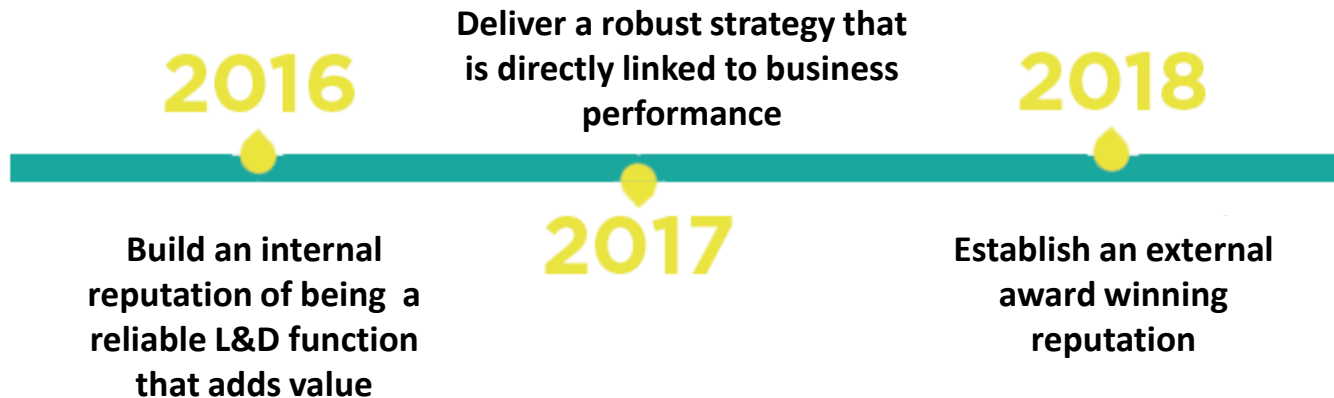 2016
Build an internal
reputation of being  a
reliable L&D function
that adds value
Deliver a robust strategy that
is directly linked to business
performance
2017
2018
Establish an external
award winning
reputation